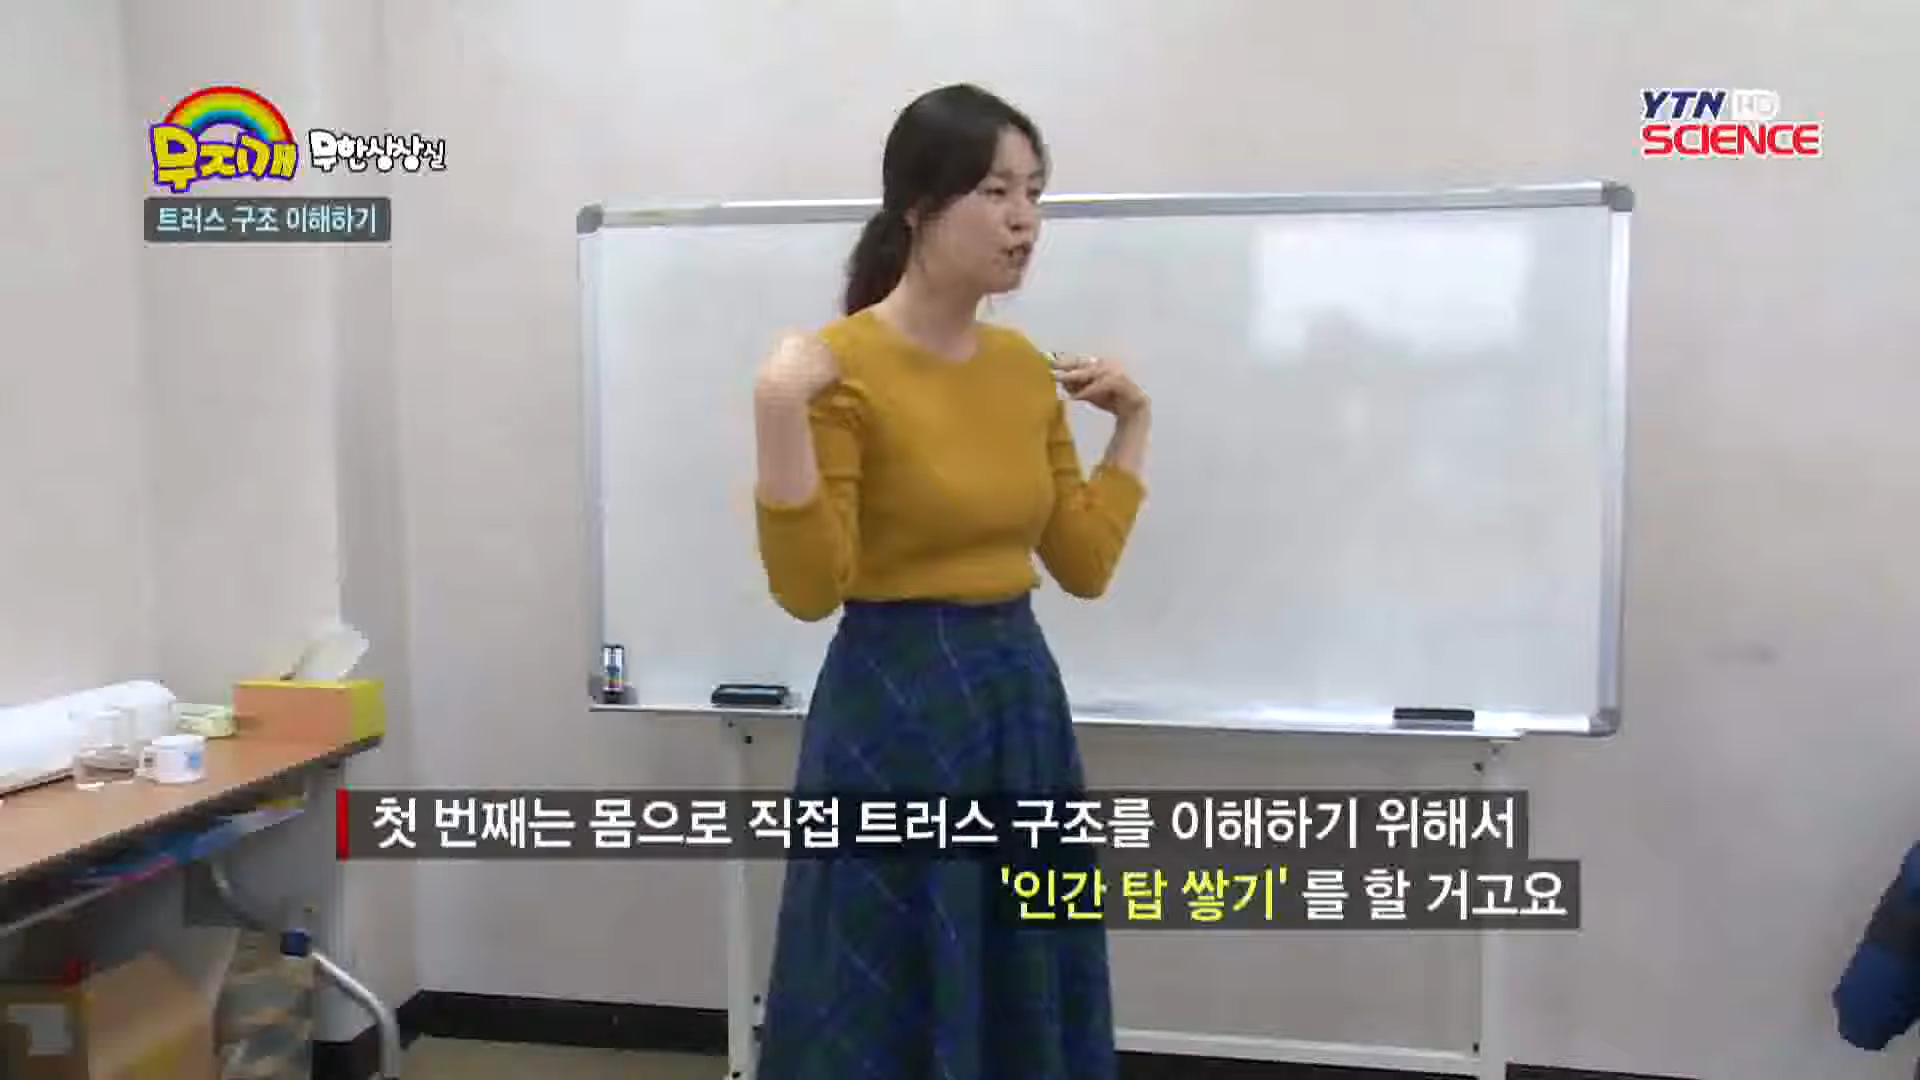 무지개 무한상상실
트러스 구조 이해하기
YTN HD
SCIENCE
첫 번째는 몸으로 직접 트러스 구조를 이해하기 위해서
'인간 탑 쌓기' 를 할 거고요